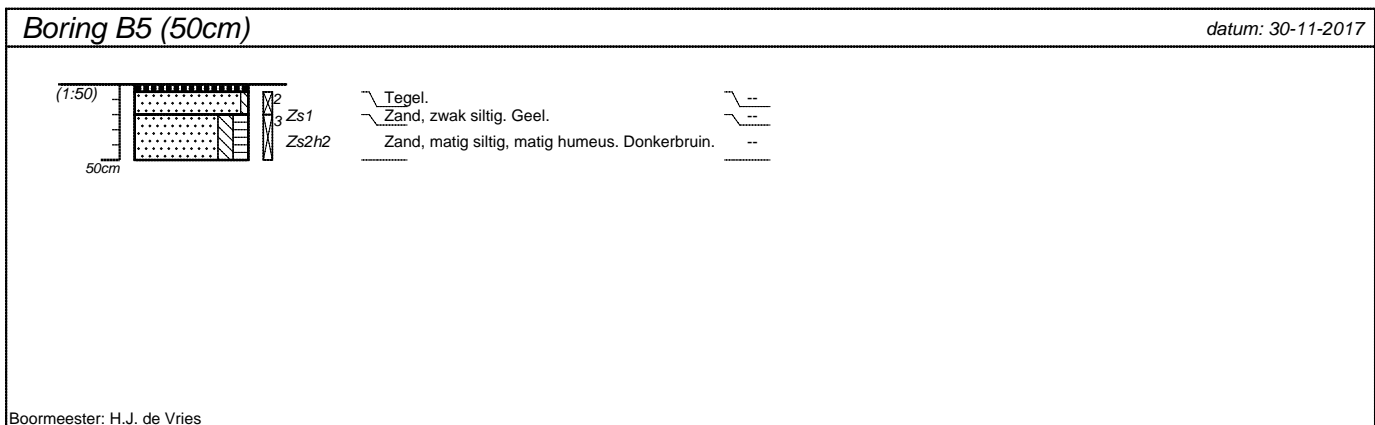 Boring B5 (50cm) datum: 30-11-2017
(1:50) 2 Tegel. --
3 Zs1 Zand, zwak siltig. Geel. --
Zs2h2 Zand, matig siltig, matig humeus. Donkerbruin. --
50cm
Boormeester: H.J. de Vries